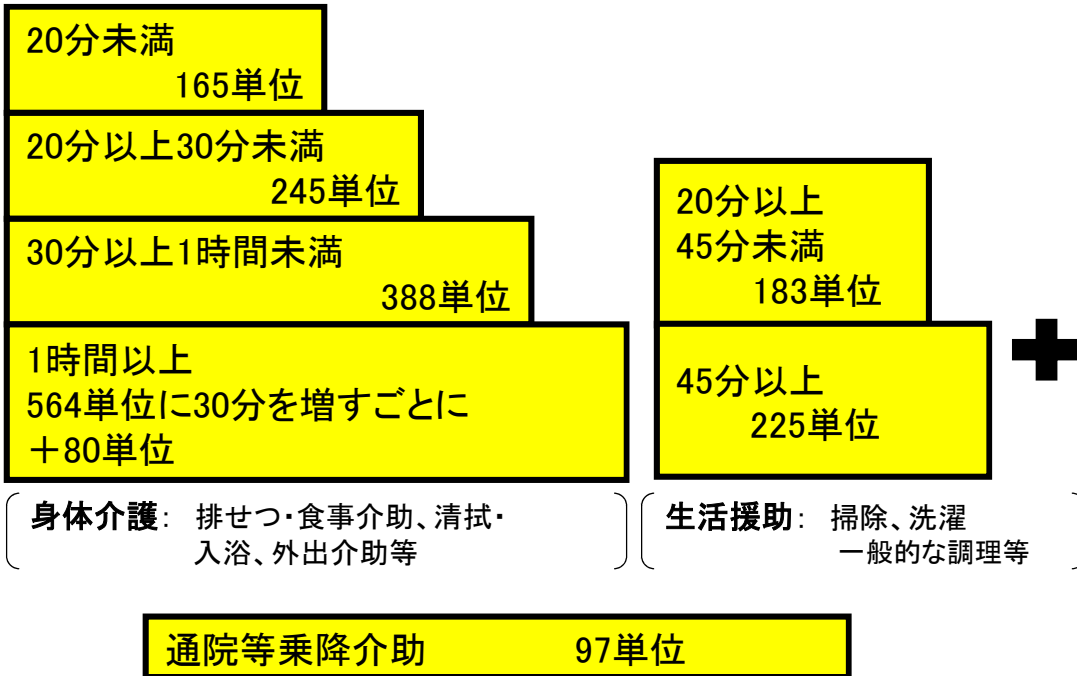 20分未満
165単位
20分以上30分未満
245単位
30分以上1時間未満
388単位
1時間以上
564単位に30分を増すごとに
＋80単位
20分以上
45分未満
183単位
45分以上
225単位
身体介護： 排せつ・食事介助、清拭・
入浴、外出介助等
生活援助： 掃除、洗濯
一般的な調理等
通院等乗降介助 97単位